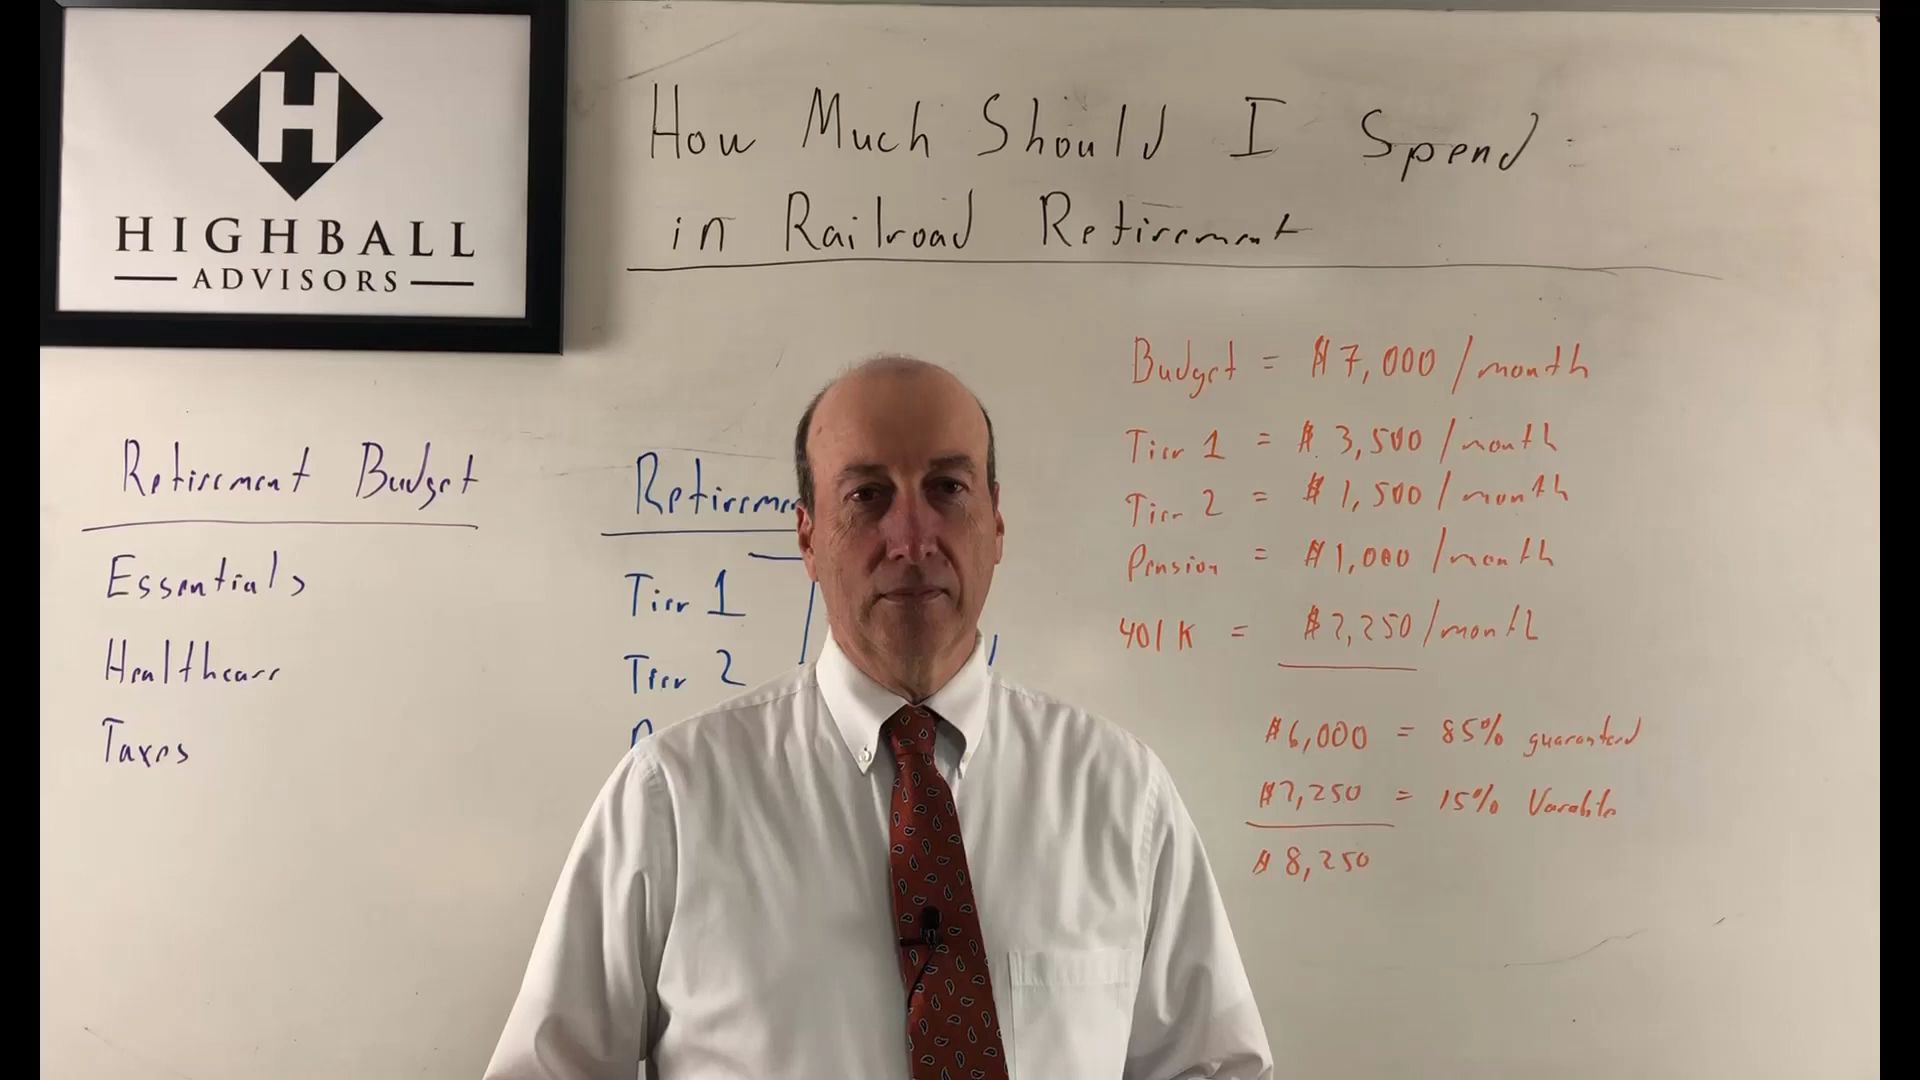 H
HIGHBALL
ADVISORS
How Much Should I Spend
in Railroad Retirement
Retirement Budget
Essentials
Healthcare
Taxes
Tier 1
Tier 2
Budget = $7,000 /month
Tier 1 = $3,500 /month
Tier 2 = $1,500 /month
Pension = $1,000 /month
401K = $2,250 /month
$6,000 = 85% guaranteed
$2,250 = 15% Varable
$8,250